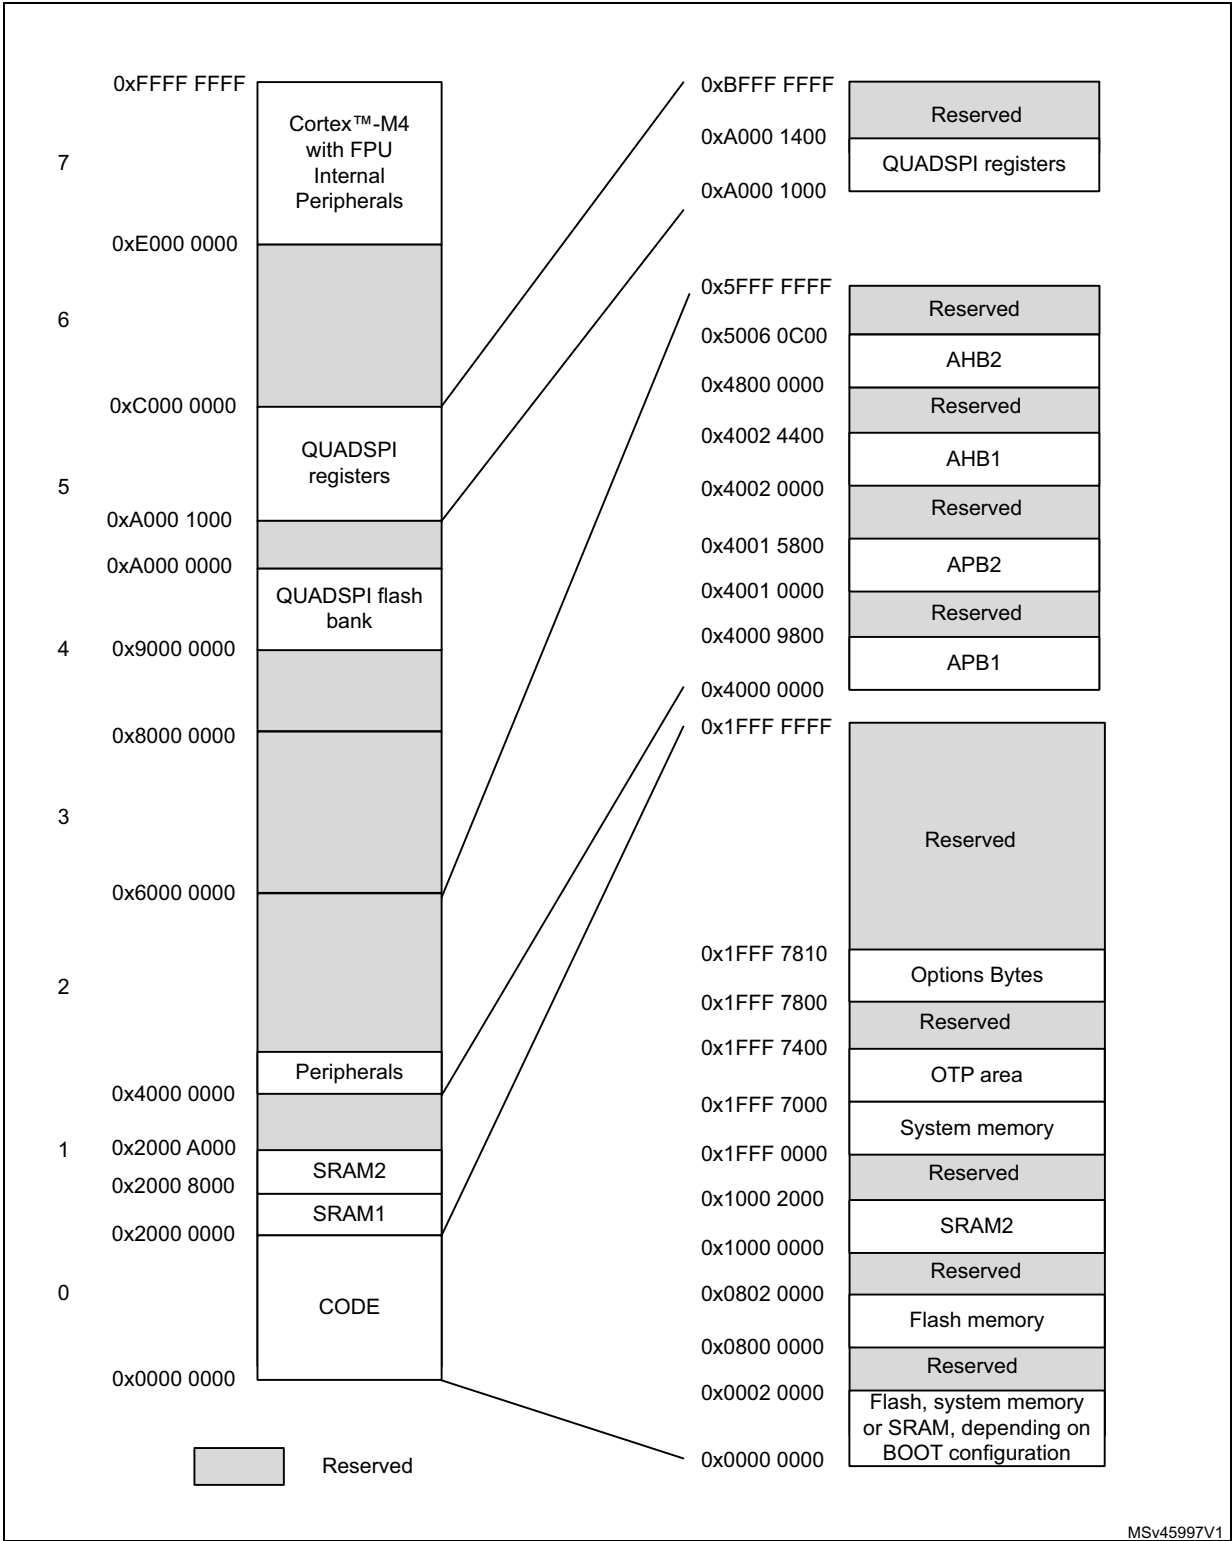 0xFFFF FFFF
Cortex™-M4
with FPU
Internal
Peripherals
7
0xE000 0000
6
0xC000 0000
QUADSPI
registers
5
0xA000 1000
0xA000 0000
QUADSPI flash
bank
4
0x9000 0000
0x8000 0000
3
0x6000 0000
2
Peripherals
0x4000 0000
1
0x2000 A000
SRAM2
0x2000 8000
SRAM1
0x2000 0000
0
CODE
0x0000 0000
Reserved
0xBFFF FFFF
Reserved
0xA000 1400
QUADSPI registers
0xA000 1000
0x5FFF FFFF
Reserved
0x5006 0C00
AHB2
0x4800 0000
Reserved
0x4002 4400
AHB1
0x4002 0000
Reserved
0x4001 5800
APB2
0x4001 0000
Reserved
0x4000 9800
APB1
0x4000 0000
0x1FFF FFFF
Reserved
0x1FFF 7810
Options Bytes
0x1FFF 7800
Reserved
0x1FFF 7400
OTP area
0x1FFF 7000
System memory
0x1FFF 0000
Reserved
0x1000 2000
SRAM2
0x1000 0000
Reserved
0x0802 0000
Flash memory
0x0800 0000
Reserved
0x0002 0000
Flash, system memory
or SRAM, depending on
BOOT configuration
0x0000 0000
MSv45997V1